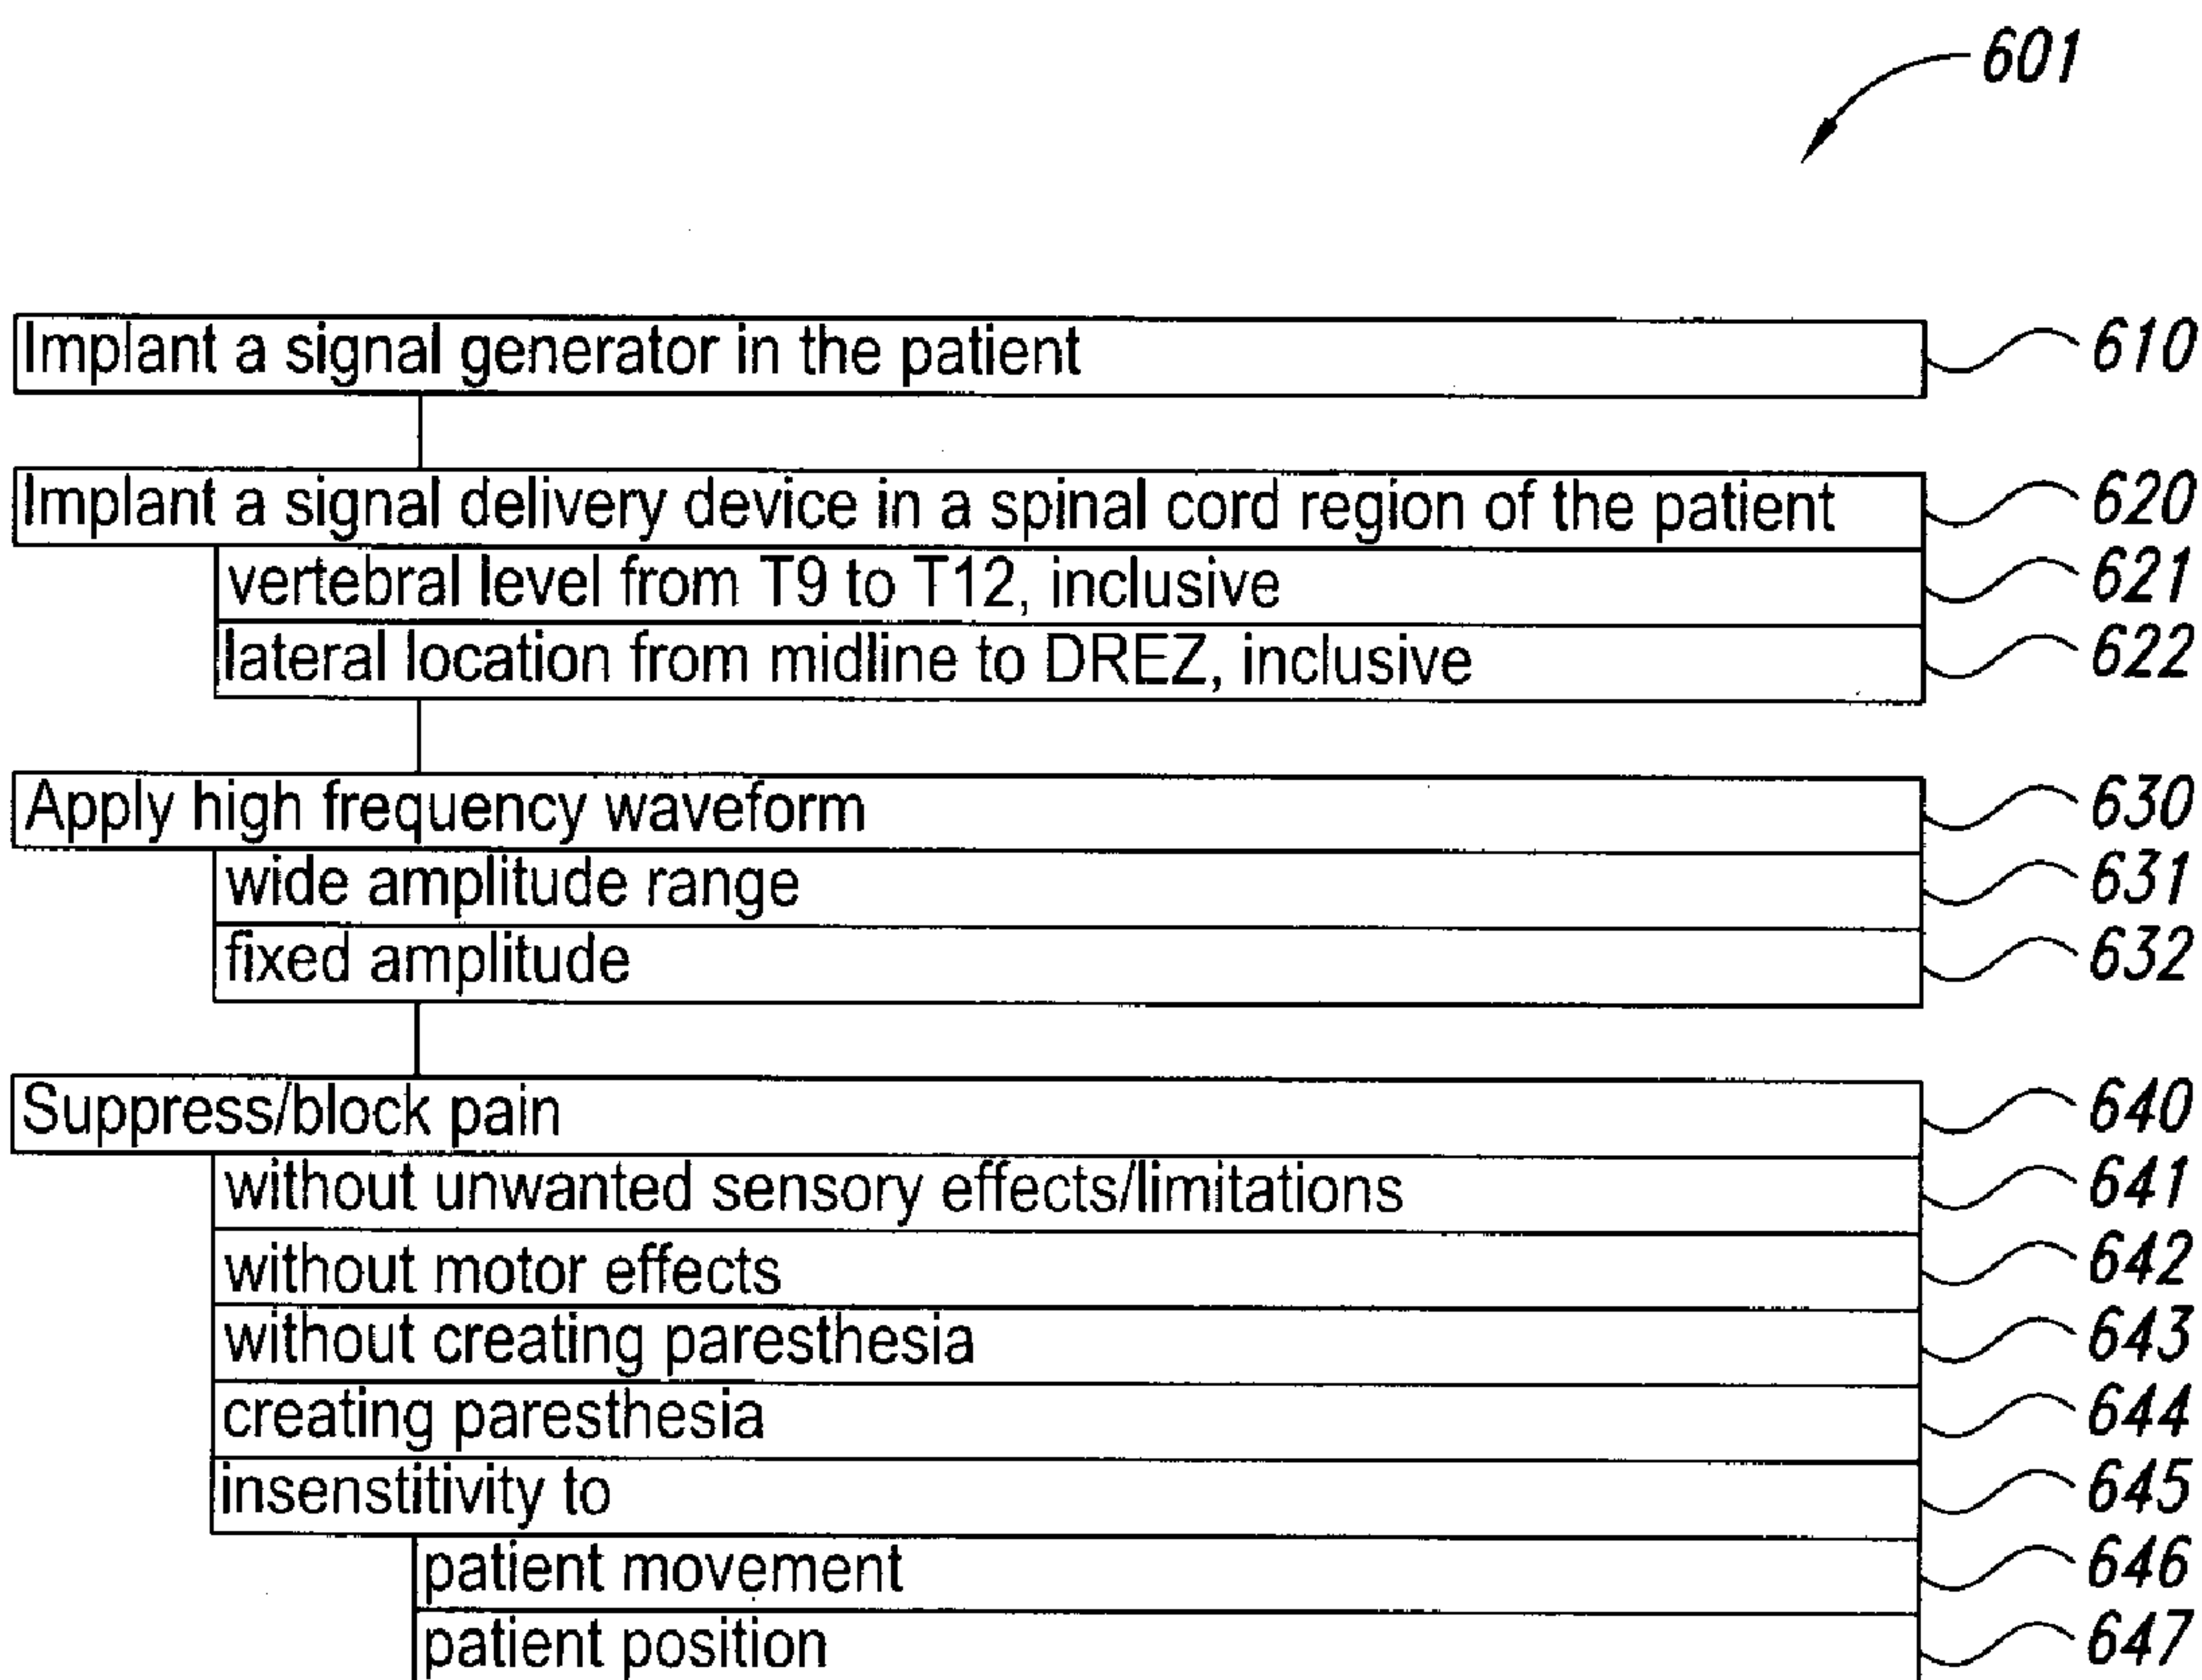 601
Implant a signal generator in the patient 610
Implant a signal delivery device in a spinal cord region of the patient 620
vertebral level from T9 to T12, inclusive 621
lateral location from midline to DREZ, inclusive 622
Apply high frequency waveform 630
wide amplitude range 631
fixed amplitude 632
Suppress/block pain 640
without unwanted sensory effects/limitations 641
without motor effects 642
without creating paresthesia 643
creating paresthesia 644
insenstitivity to 645
patient movement 646
patient position 647